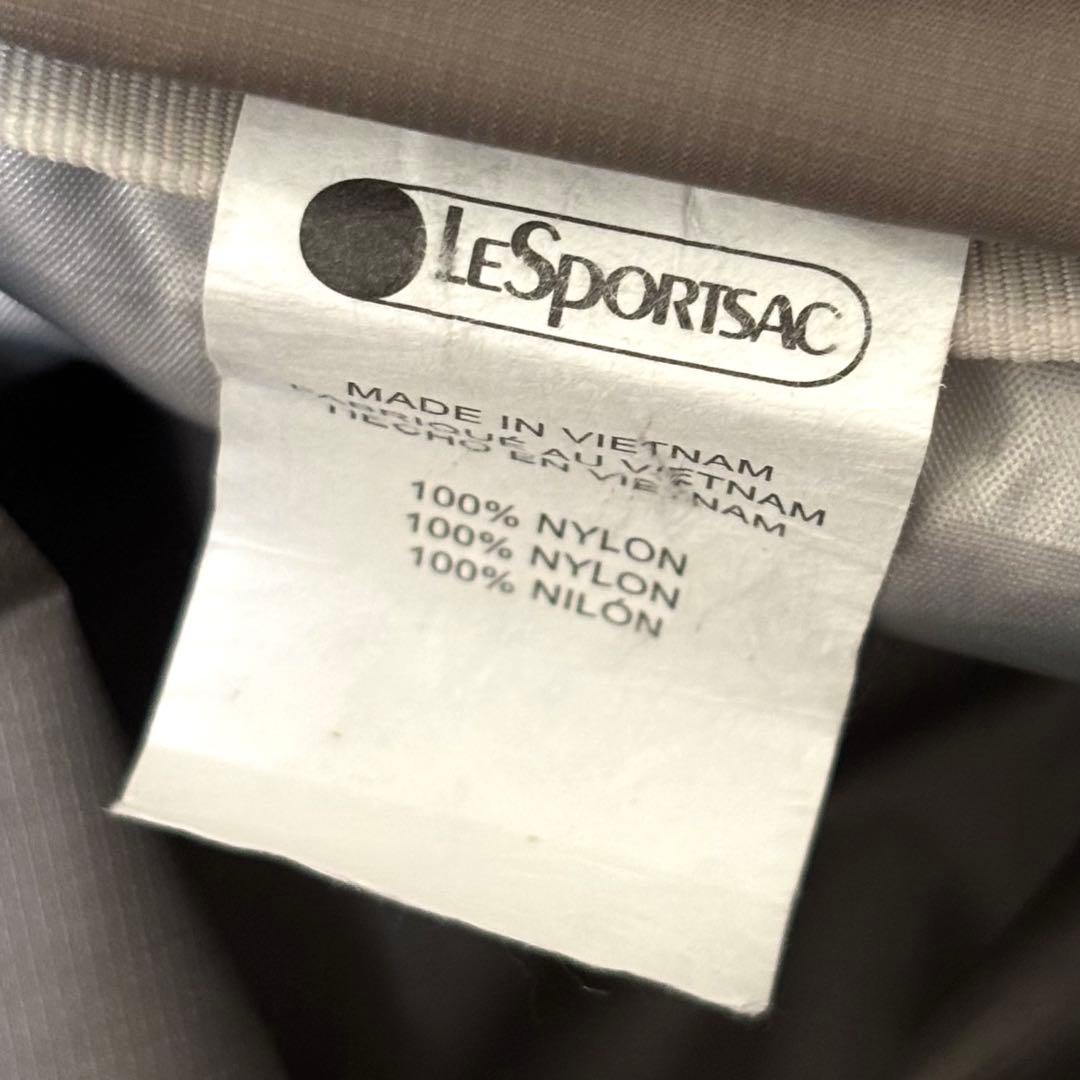 LESPORTSAC
MADE IN VIETNAM
FABRIQUÉ AU VIETNAM
HECHO EN VIETNAM
100% NYLON
100% NYLON
100% NILÓN